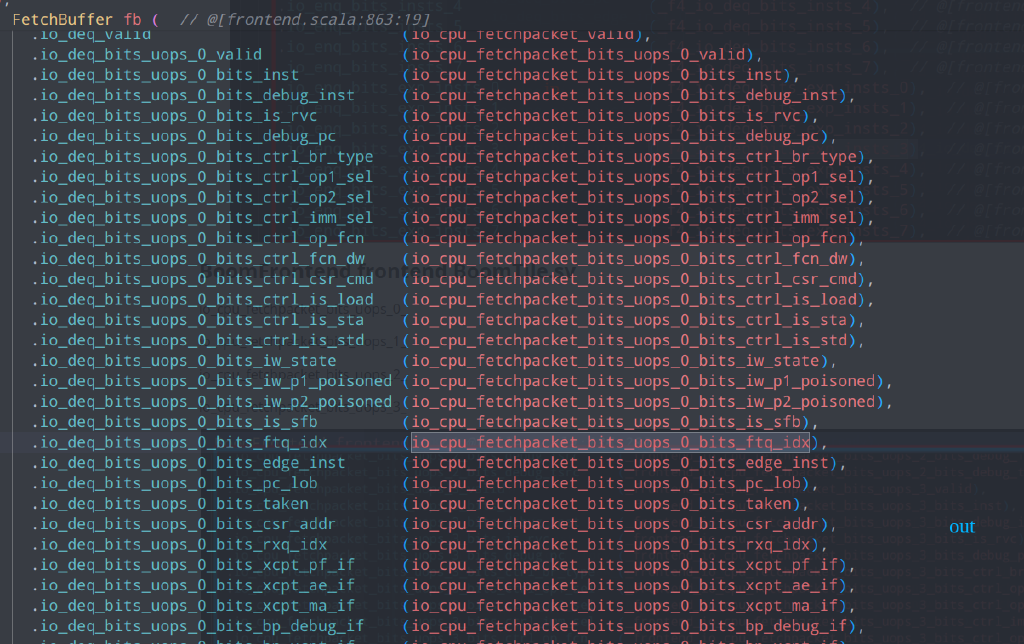 FetchBuffer fb ( // @[frontend.scala:863:19]
.io_deq_valid (io_cpu_fetchpacket_valid),
.io_deq_bits_uops_0_valid (io_cpu_fetchpacket_bits_uops_0_valid),
.io_deq_bits_uops_0_bits_inst (io_cpu_fetchpacket_bits_uops_0_bits_inst),
.io_deq_bits_uops_0_bits_debug_inst (io_cpu_fetchpacket_bits_uops_0_bits_debug_inst),
.io_deq_bits_uops_0_bits_is_rvc (io_cpu_fetchpacket_bits_uops_0_bits_is_rvc),
.io_deq_bits_uops_0_bits_debug_pc (io_cpu_fetchpacket_bits_uops_0_bits_debug_pc),
.io_deq_bits_uops_0_bits_ctrl_br_type (io_cpu_fetchpacket_bits_uops_0_bits_ctrl_br_type),
.io_deq_bits_uops_0_bits_ctrl_op1_sel (io_cpu_fetchpacket_bits_uops_0_bits_ctrl_op1_sel),
.io_deq_bits_uops_0_bits_ctrl_op2_sel (io_cpu_fetchpacket_bits_uops_0_bits_ctrl_op2_sel),
.io_deq_bits_uops_0_bits_ctrl_imm_sel (io_cpu_fetchpacket_bits_uops_0_bits_ctrl_imm_sel),
.io_deq_bits_uops_0_bits_ctrl_op_fcn (io_cpu_fetchpacket_bits_uops_0_bits_ctrl_op_fcn),
.io_deq_bits_uops_0_bits_ctrl_fcn_dw (io_cpu_fetchpacket_bits_uops_0_bits_ctrl_fcn_dw),
.io_deq_bits_uops_0_bits_ctrl_csr_cmd (io_cpu_fetchpacket_bits_uops_0_bits_ctrl_csr_cmd),
.io_deq_bits_uops_0_bits_ctrl_is_load (io_cpu_fetchpacket_bits_uops_0_bits_ctrl_is_load),
.io_deq_bits_uops_0_bits_ctrl_is_sta (io_cpu_fetchpacket_bits_uops_0_bits_ctrl_is_sta),
.io_deq_bits_uops_0_bits_ctrl_is_std (io_cpu_fetchpacket_bits_uops_0_bits_ctrl_is_std),
.io_deq_bits_uops_0_bits_iw_state (io_cpu_fetchpacket_bits_uops_0_bits_iw_state),
.io_deq_bits_uops_0_bits_iw_p1_poisoned (io_cpu_fetchpacket_bits_uops_0_bits_iw_p1_poisoned),
.io_deq_bits_uops_0_bits_iw_p2_poisoned (io_cpu_fetchpacket_bits_uops_0_bits_iw_p2_poisoned),
.io_deq_bits_uops_0_bits_is_sfb (io_cpu_fetchpacket_bits_uops_0_bits_is_sfb),
.io_deq_bits_uops_0_bits_ftq_idx (io_cpu_fetchpacket_bits_uops_0_bits_ftq_idx),
.io_deq_bits_uops_0_bits_edge_inst (io_cpu_fetchpacket_bits_uops_0_bits_edge_inst),
.io_deq_bits_uops_0_bits_pc_lob (io_cpu_fetchpacket_bits_uops_0_bits_pc_lob),
.io_deq_bits_uops_0_bits_taken (io_cpu_fetchpacket_bits_uops_0_bits_taken),
.io_deq_bits_uops_0_bits_csr_addr (io_cpu_fetchpacket_bits_uops_0_bits_csr_addr), out
.io_deq_bits_uops_0_bits_rxq_idx (io_cpu_fetchpacket_bits_uops_0_bits_rxq_idx),
.io_deq_bits_uops_0_bits_xcpt_pf_if (io_cpu_fetchpacket_bits_uops_0_bits_xcpt_pf_if),
.io_deq_bits_uops_0_bits_xcpt_ae_if (io_cpu_fetchpacket_bits_uops_0_bits_xcpt_ae_if),
.io_deq_bits_uops_0_bits_xcpt_ma_if (io_cpu_fetchpacket_bits_uops_0_bits_xcpt_ma_if),
.io_deq_bits_uops_0_bits_bp_debug_if (io_cpu_fetchpacket_bits_uops_0_bits_bp_debug_if),